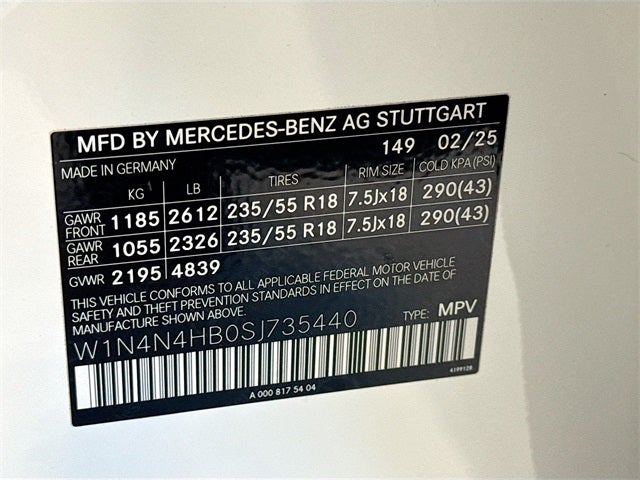 MFD BY MERCEDES-BENZ AG STUTTGART
149 02/25
MADE IN GERMANY
KG LB TIRES RIM SIZE COLD KPA (PSI)
GAWR FRONT 1185 2612 235/55 R18 7.5Jx18 290(43)
GAWR REAR 1055 2326 235/55 R18 7.5Jx18 290(43)
GVWR 2195 4839
THIS VEHICLE CONFORMS TO ALL APPLICABLE FEDERAL MOTOR VEHICLE
SAFETY AND THEFT PREVENTION STANDARDS IN EFFECT ON THE DATE OF
MANUFACTURE SHOWN ABOVE.
W1N4N4HB0SJ735440 TYPE: MPV
A 000 817 54 04
4199128